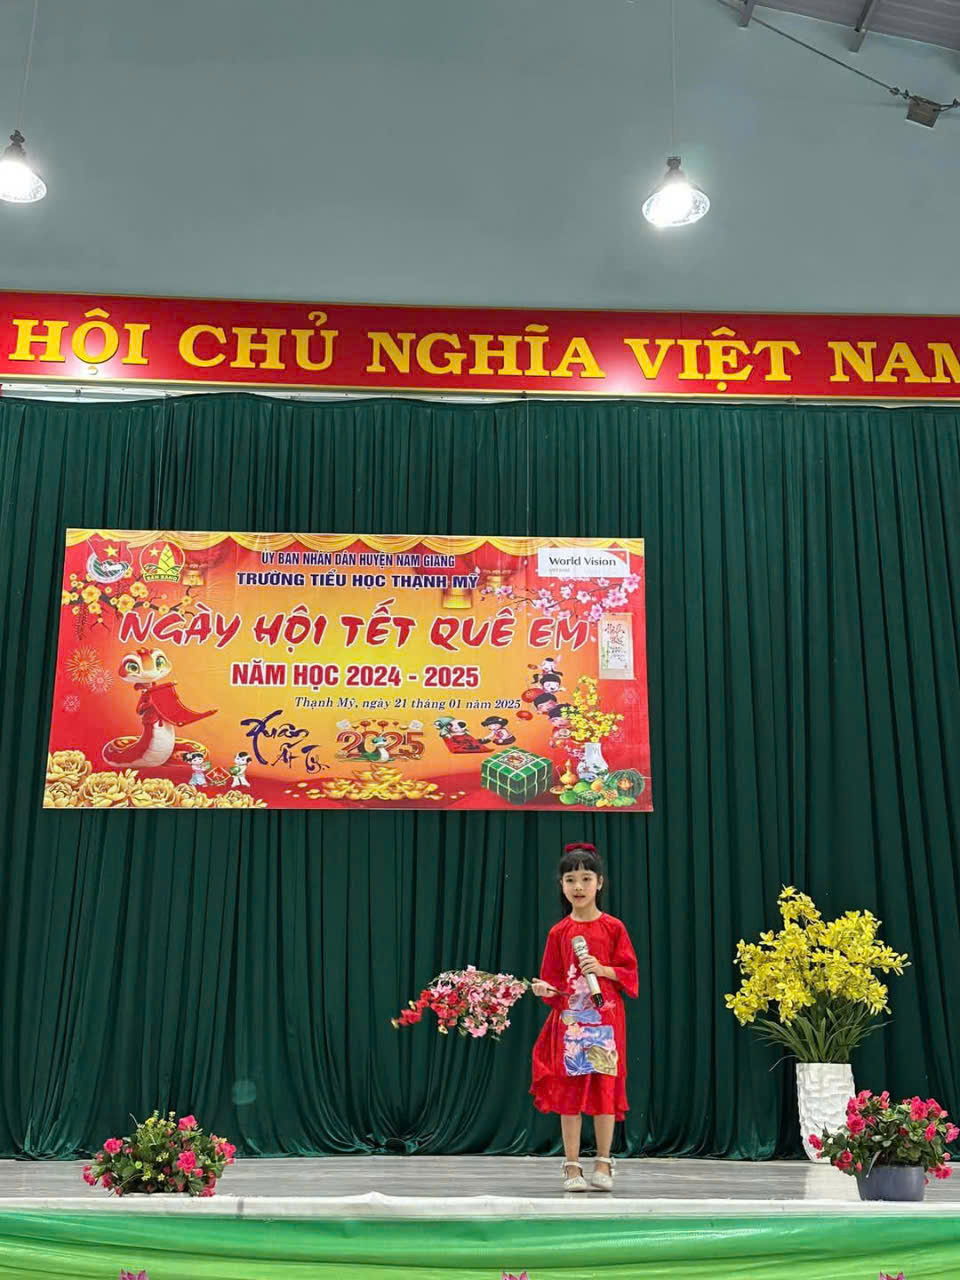 HỘI CHỦ NGHĨA VIỆT NAM
ỦY BAN NHÂN DÂN HUYỆN NAM GIANG
TRƯỜNG TIỂU HỌC THẠNH MỸ
World Vision
NGÀY HỘI TẾT QUÊ EM
NĂM HỌC 2024 - 2025
Thạnh Mỹ, ngày 21 tháng 01 năm 2025
Xuân
Ất Tỵ
2025